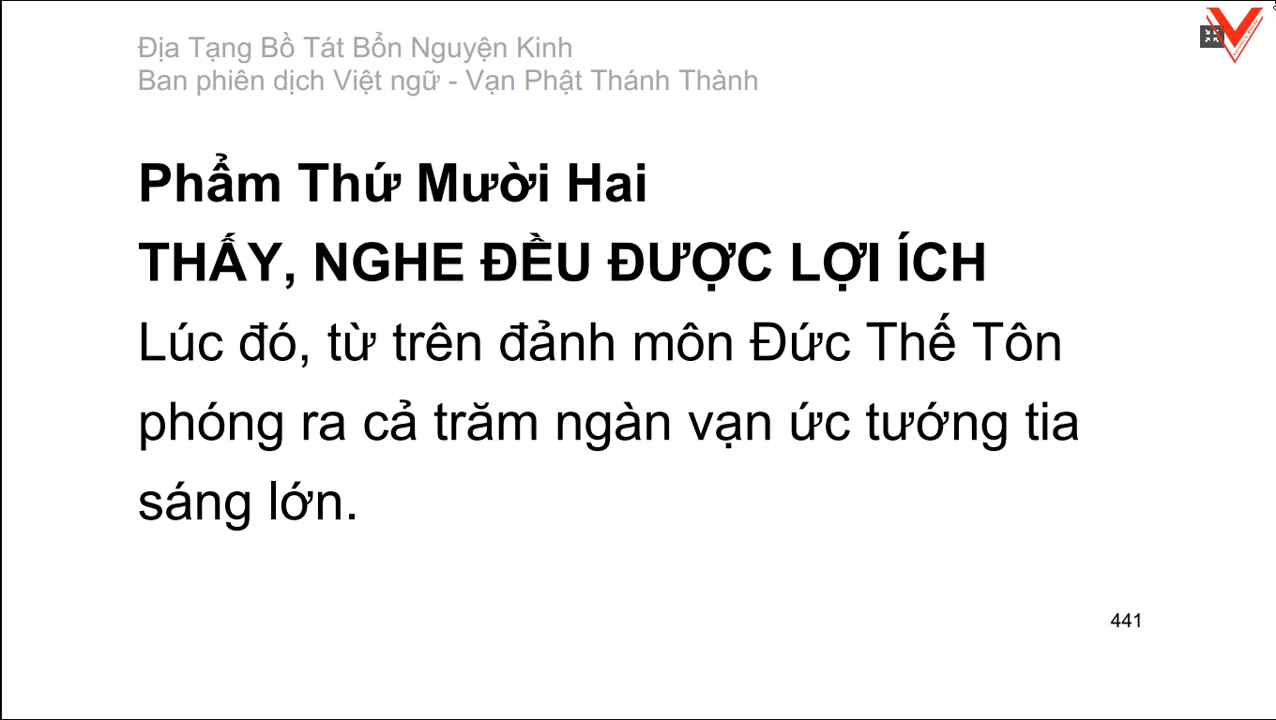 Địa Tạng Bồ Tát Bổn Nguyện Kinh
Ban phiên dịch Việt ngữ - Vạn Phật Thánh Thành
Phẩm Thứ Mười Hai
THẤY, NGHE ĐỀU ĐƯỢC LỢI ÍCH
Lúc đó, từ trên đảnh môn Đức Thế Tôn
phóng ra cả trăm ngàn vạn ức tướng tia
sáng lớn.
441